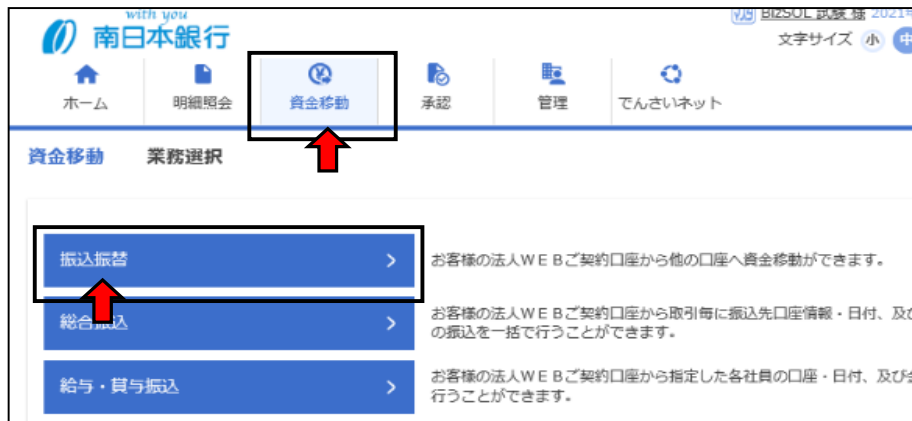 with you
南日本銀行
BizSOL 試験 様 2021年
文字サイズ 小 中
ホーム 明細照会 資金移動 承認 管理 でんさいネット
資金移動 業務選択
振込振替
お客様の法人ＷＥＢご契約口座から他の口座へ資金移動ができます。
総合振込
お客様の法人ＷＥＢご契約口座から取引毎に振込先口座情報・日付、及び
の振込を一括で行うことができます。
給与・賞与振込
お客様の法人ＷＥＢご契約口座から指定した各社員の口座・日付、及び
行うことができます。